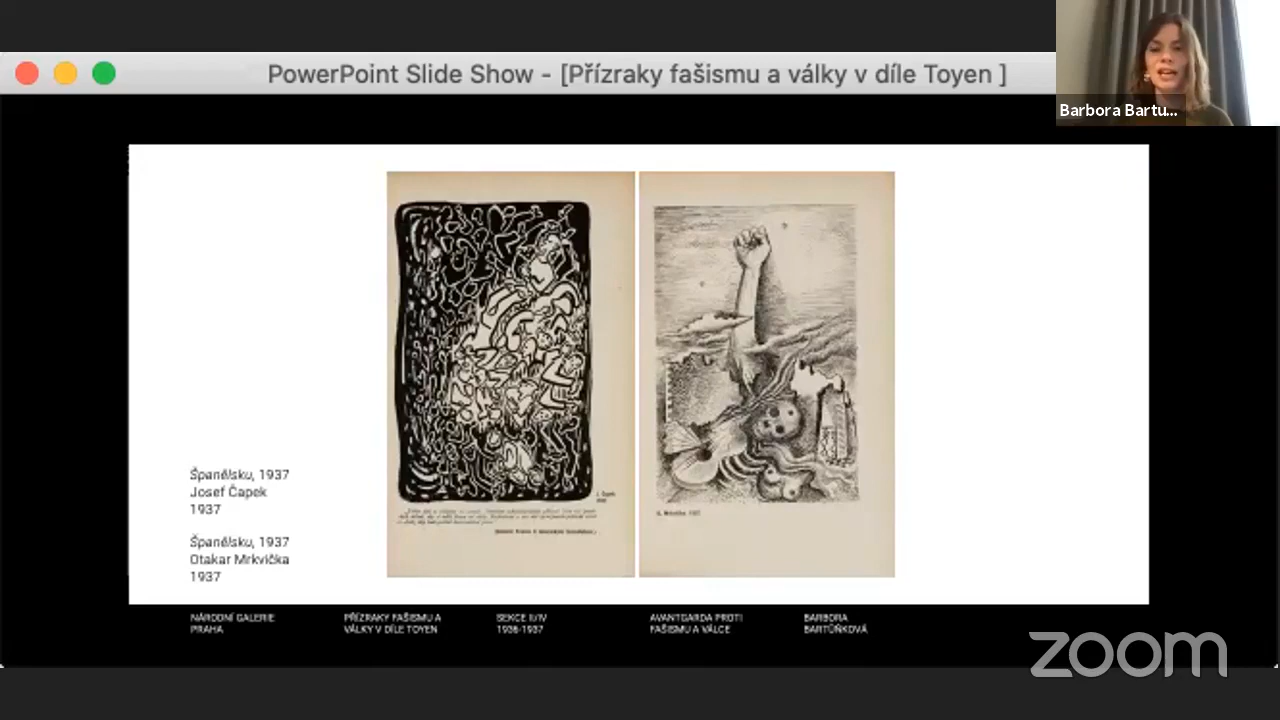 PowerPoint Slide Show - [Přízraky fašismu a války v díle Toyen ]
Barbora Bartu...
Španělsku, 1937
Josef Čapek
1937
Španělsku, 1937
Otakar Mrkvička
1937
NÁRODNÍ GALERIE
PRAHA
PŘÍZRAKY FAŠISMU A
VÁLKY V DÍLE TOYEN
SEKCE II/IV
1936-1937
AVANTGARDA PROTI
FAŠISMU A VÁLCE
BARBORA
BARTŮŇKOVÁ
zoom